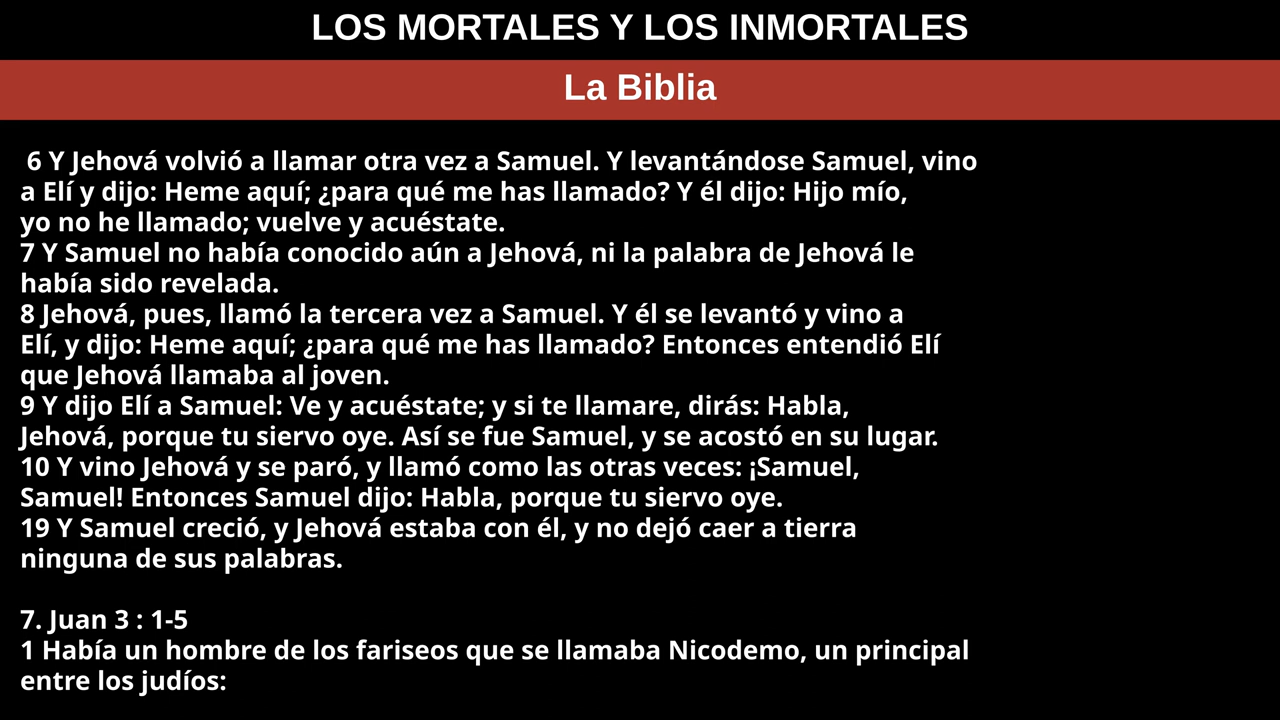 LOS MORTALES Y LOS INMORTALES
La Biblia
6 Y Jehová volvió a llamar otra vez a Samuel. Y levantándose Samuel, vino
a Elí y dijo: Heme aquí; ¿para qué me has llamado? Y él dijo: Hijo mío,
yo no he llamado; vuelve y acuéstate.
7 Y Samuel no había conocido aún a Jehová, ni la palabra de Jehová le
había sido revelada.
8 Jehová, pues, llamó la tercera vez a Samuel. Y él se levantó y vino a
Elí, y dijo: Heme aquí; ¿para qué me has llamado? Entonces entendió Elí
que Jehová llamaba al joven.
9 Y dijo Elí a Samuel: Ve y acuéstate; y si te llamare, dirás: Habla,
Jehová, porque tu siervo oye. Así se fue Samuel, y se acostó en su lugar.
10 Y vino Jehová y se paró, y llamó como las otras veces: ¡Samuel,
Samuel! Entonces Samuel dijo: Habla, porque tu siervo oye.
19 Y Samuel creció, y Jehová estaba con él, y no dejó caer a tierra
ninguna de sus palabras.
7. Juan 3 : 1-5
1 Había un hombre de los fariseos que se llamaba Nicodemo, un principal
entre los judíos: